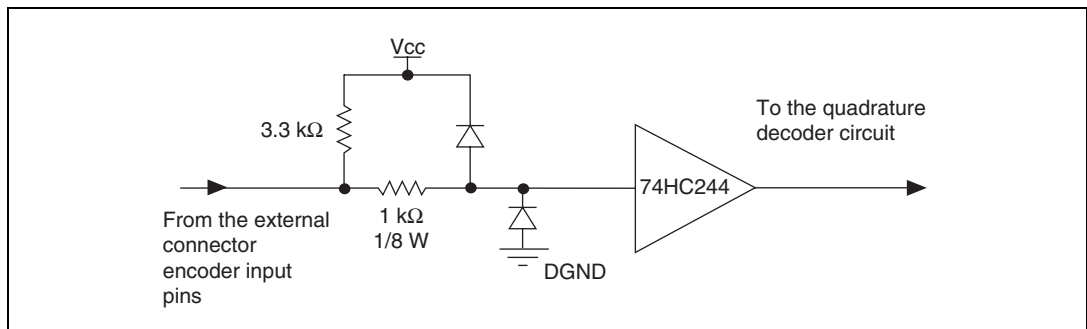 Vcc
3.3 kΩ
To the quadrature
decoder circuit
74HC244
1 kΩ
1/8 W
From the external
connector
encoder input
pins
DGND